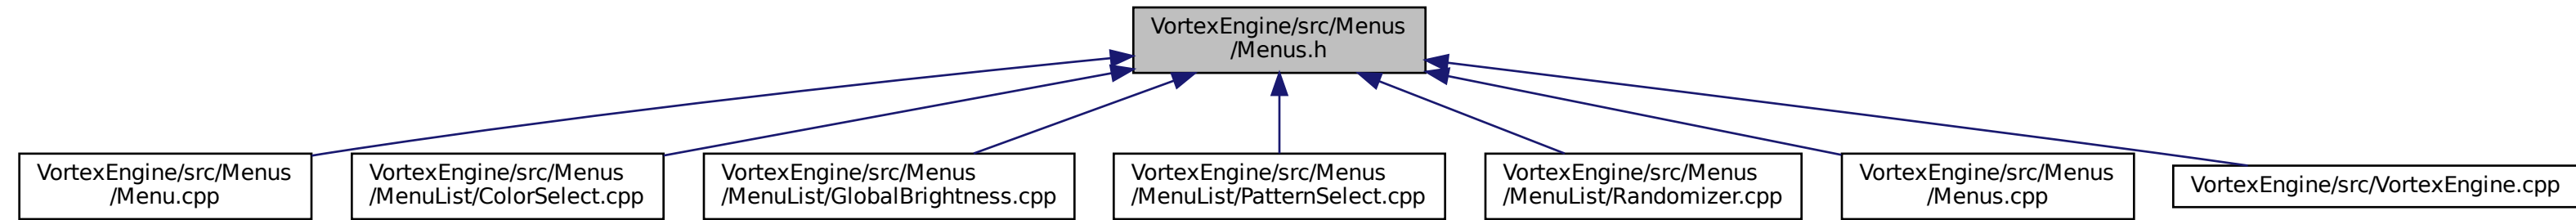 VortexEngine/src/Menus
/Menus.h
VortexEngine/src/Menus
/Menu.cpp
VortexEngine/src/Menus
/MenuList/ColorSelect.cpp
VortexEngine/src/Menus
/MenuList/GlobalBrightness.cpp
VortexEngine/src/Menus
/MenuList/PatternSelect.cpp
VortexEngine/src/Menus
/MenuList/Randomizer.cpp
VortexEngine/src/Menus
/Menus.cpp
VortexEngine/src/VortexEngine.cpp